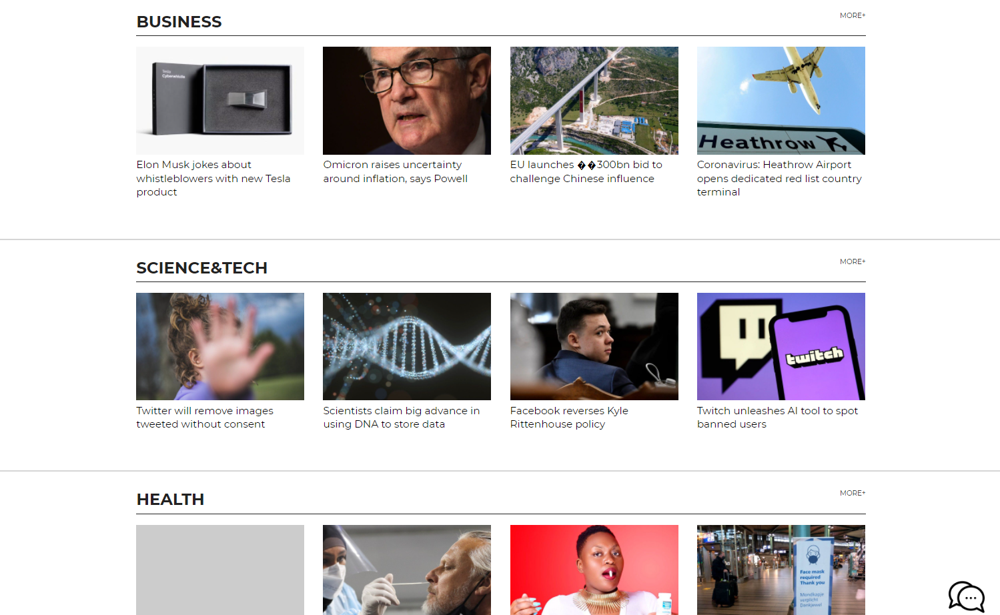 BUSINESS
MORE+
Tesla
Cyberwhistle
Heathrow
Elon Musk jokes about
whistleblowers with new Tesla
product
Omicron raises uncertainty
around inflation, says Powell
EU launches ��300bn bid to
challenge Chinese influence
Coronavirus: Heathrow Airport
opens dedicated red list country
terminal
SCIENCE&TECH
MORE+
twitch
Twitter will remove images
tweeted without consent
Scientists claim big advance in
using DNA to store data
Facebook reverses Kyle
Rittenhouse policy
Twitch unleashes AI tool to spot
banned users
HEALTH
MORE+
Face mask
required
Thank you
Mondkapje
verplicht
Dankjewel